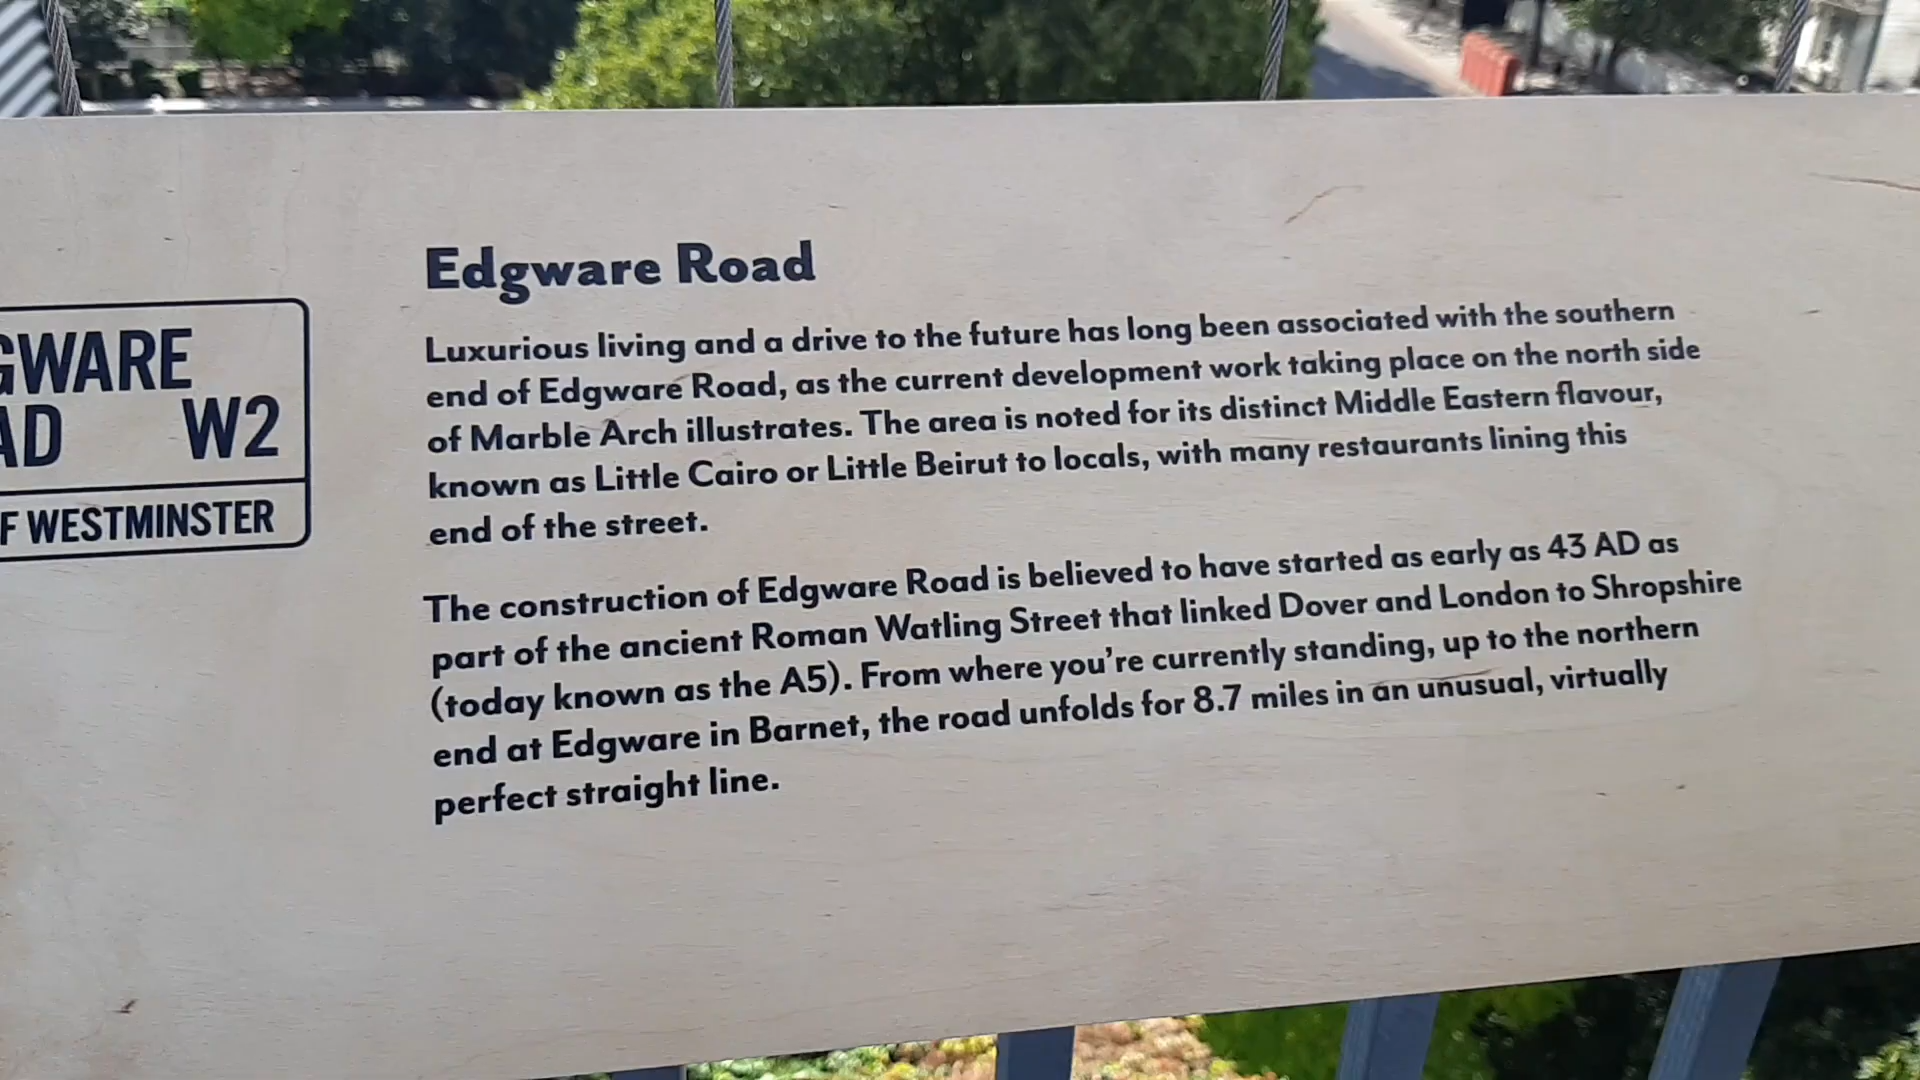 GWARE
AD W2
F WESTMINSTER
Edgware Road
Luxurious living and a drive to the future has long been associated with the southern
end of Edgware Road, as the current development work taking place on the north side
of Marble Arch illustrates. The area is noted for its distinct Middle Eastern flavour,
known as Little Cairo or Little Beirut to locals, with many restaurants lining this
end of the street.
The construction of Edgware Road is believed to have started as early as 43 AD as
part of the ancient Roman Watling Street that linked Dover and London to Shropshire
(today known as the A5). From where you're currently standing, up to the northern
end at Edgware in Barnet, the road unfolds for 8.7 miles in an unusual, virtually
perfect straight line.